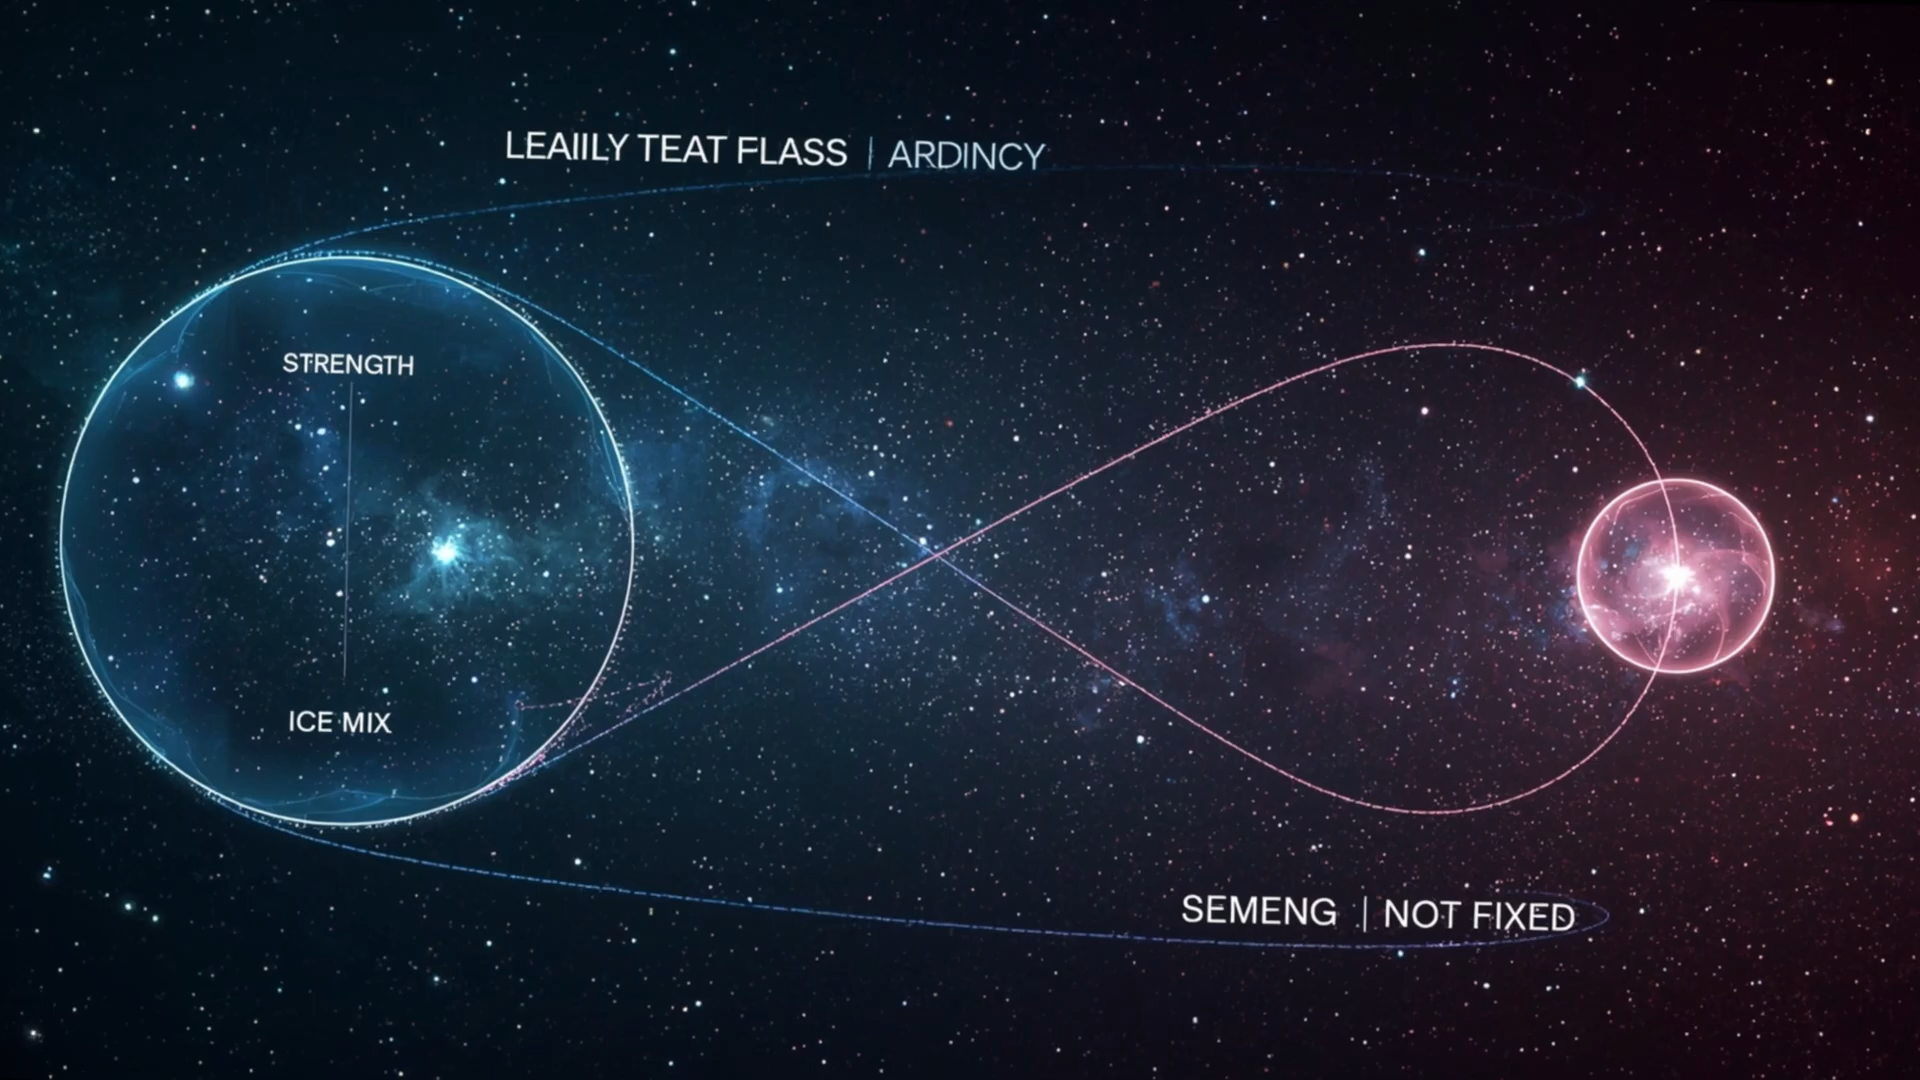 LEAIILY TEAT FLASS | ARDINCY
STRENGTH
ICE MIX
SEMENG | NOT FIXED